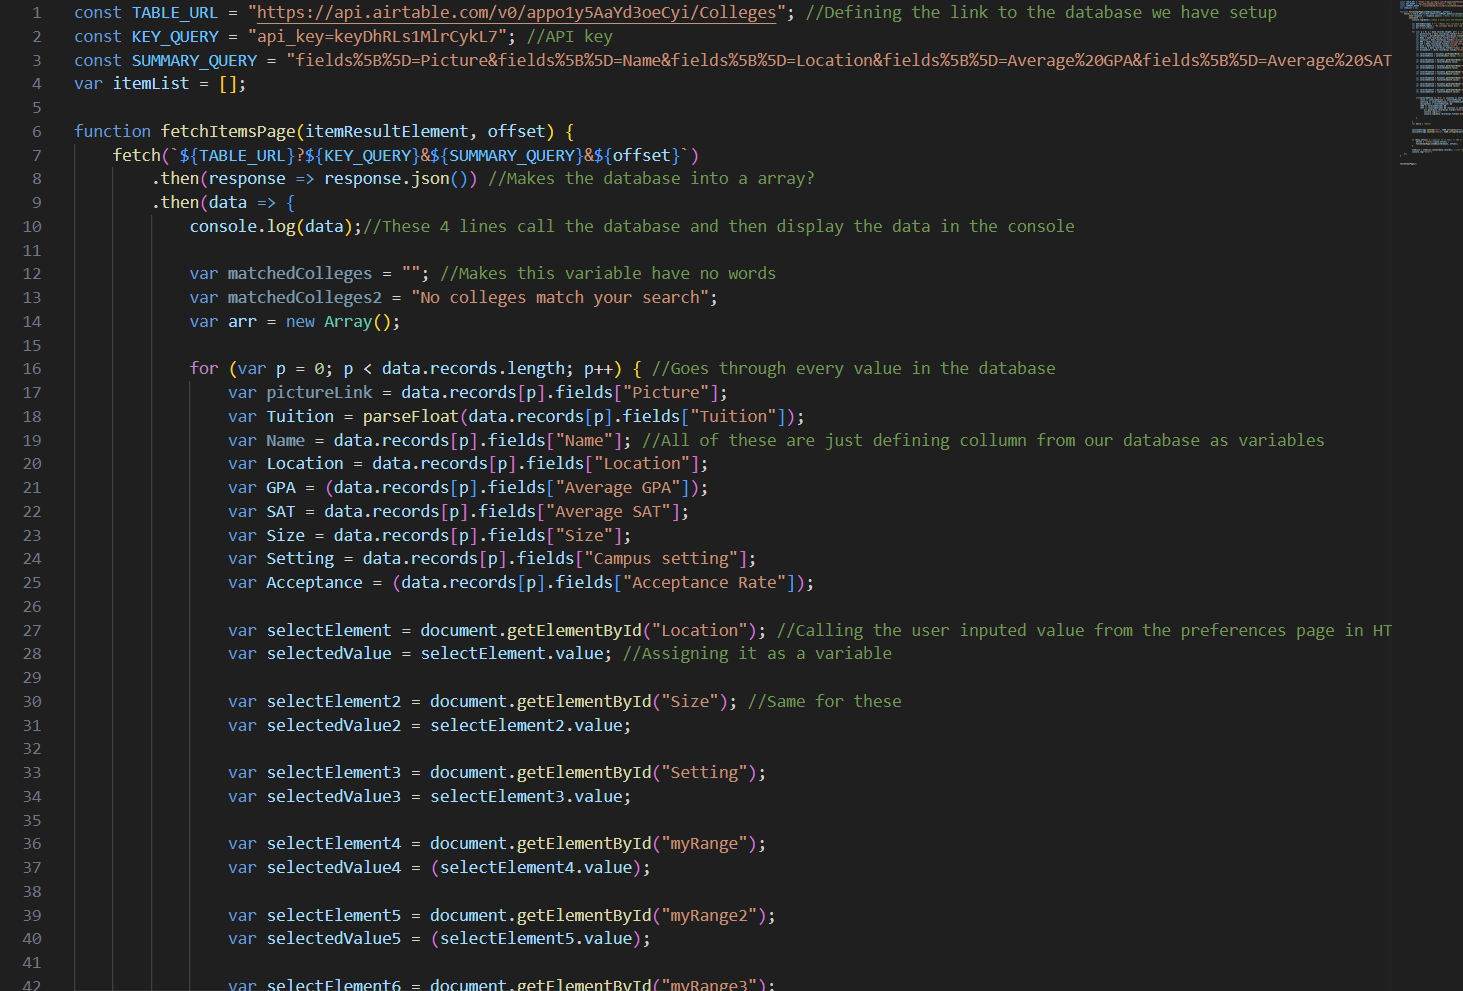 1 const TABLE_URL = "https://api.airtable.com/v0/appo1y5AaYd3oeCyi/Colleges"; //Defining the link to the database we have setup
2 const KEY_QUERY = "api_key=keyDhRLs1MlrCykL7"; //API key
3 const SUMMARY_QUERY = "fields%5B%5D=Picture&fields%5B%5D=Name&fields%5B%5D=Location&fields%5B%5D=Average%20GPA&fields%5B%5D=Average%20SAT
4 var itemList = [];
5
6 function fetchItemsPage(itemResultElement, offset) {
7 fetch(`${TABLE_URL}?${KEY_QUERY}&${SUMMARY_QUERY}&${offset}`)
8 .then(response => response.json()) //Makes the database into a array?
9 .then(data => {
10 console.log(data);//These 4 lines call the database and then display the data in the console
11
12 var matchedColleges = ""; //Makes this variable have no words
13 var matchedColleges2 = "No colleges match your search";
14 var arr = new Array();
15
16 for (var p = 0; p < data.records.length; p++) { //Goes through every value in the database
17 var pictureLink = data.records[p].fields["Picture"];
18 var Tuition = parseFloat(data.records[p].fields["Tuition"]);
19 var Name = data.records[p].fields["Name"]; //All of these are just defining collumn from our database as variables
20 var Location = data.records[p].fields["Location"];
21 var GPA = (data.records[p].fields["Average GPA"]);
22 var SAT = data.records[p].fields["Average SAT"];
23 var Size = data.records[p].fields["Size"];
24 var Setting = data.records[p].fields["Campus setting"];
25 var Acceptance = (data.records[p].fields["Acceptance Rate"]);
26
27 var selectElement = document.getElementById("Location"); //Calling the user inputed value from the preferences page in HT
28 var selectedValue = selectElement.value; //Assigning it as a variable
29
30 var selectElement2 = document.getElementById("Size"); //Same for these
31 var selectedValue2 = selectElement2.value;
32
33 var selectElement3 = document.getElementById("Setting");
34 var selectedValue3 = selectElement3.value;
35
36 var selectElement4 = document.getElementById("myRange");
37 var selectedValue4 = (selectElement4.value);
38
39 var selectElement5 = document.getElementById("myRange2");
40 var selectedValue5 = (selectElement5.value);
41
42 var selectElement6 = document.getElementById("myRange3");